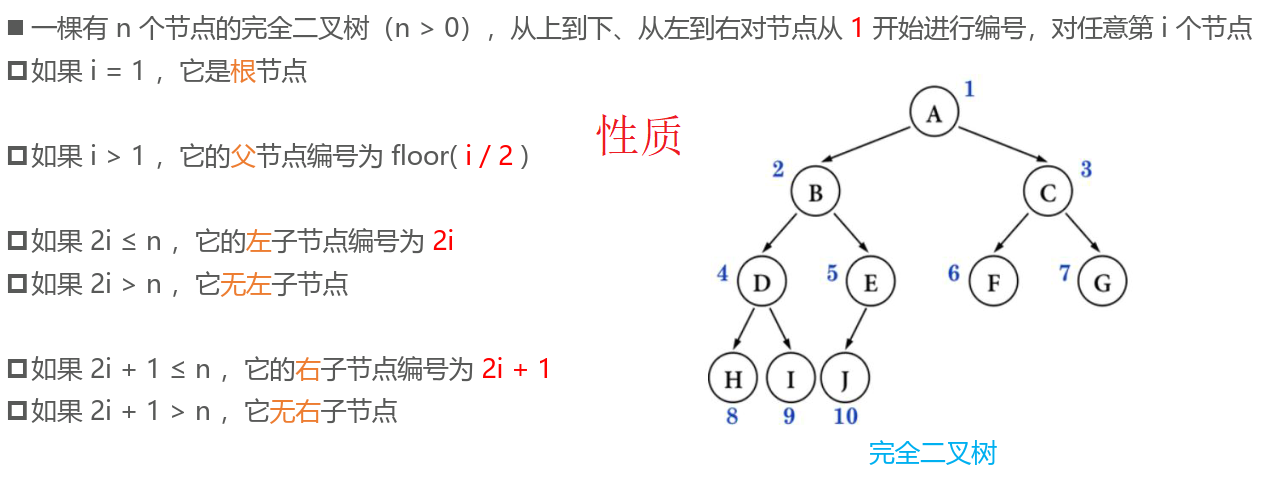 ■ 一棵有 n 个节点的完全二叉树（n > 0），从上到下、从左到右对节点从 1 开始进行编号，对任意第 i 个节点
□如果 i = 1 ，它是根节点
□如果 i > 1 ，它的父节点编号为 floor( i / 2 )
□如果 2i ≤ n ，它的左子节点编号为 2i
□如果 2i > n ，它无左子节点
□如果 2i + 1 ≤ n ，它的右子节点编号为 2i + 1
□如果 2i + 1 > n ，它无右子节点
性质
A 1
2 B
C 3
4 D
5 E
6 F
7 G
H I J
8 9 10
完全二叉树